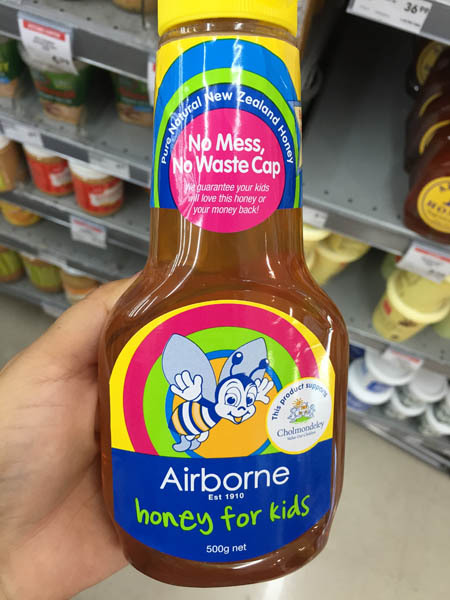 Pure Natural New Zealand Honey
No Mess,
No Waste Cap
We guarantee your kids
will love this honey or
your money back!
This product supports
Cholmondeley
Airborne
Est 1910
honey for kids
500g net
36